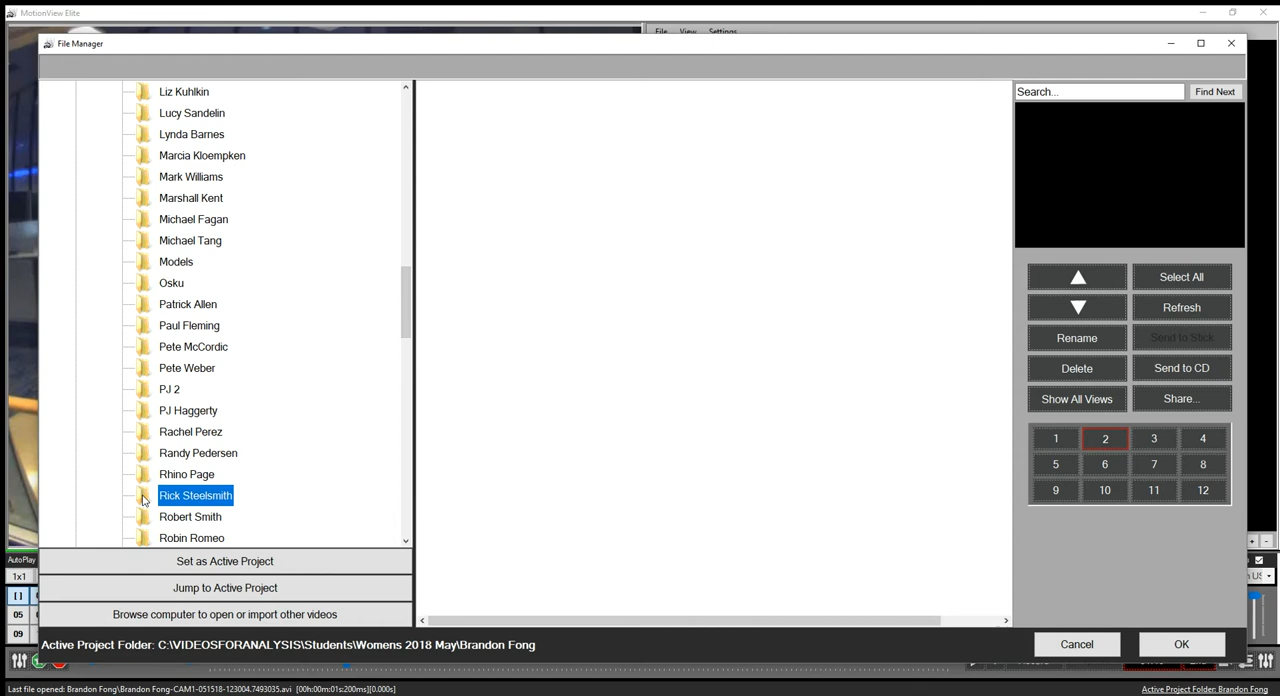 MotionView Elite
File View Settings
File Manager
Liz Kuhlkin
Lucy Sandelin
Lynda Barnes
Marcia Kloempken
Mark Williams
Marshall Kent
Michael Fagan
Michael Tang
Models
Osku
Patrick Allen
Paul Fleming
Pete McCordic
Pete Weber
PJ 2
PJ Haggerty
Rachel Perez
Randy Pedersen
Rhino Page
Rick Steelsmith
Robert Smith
Robin Romeo
Set as Active Project
Jump to Active Project
Browse computer to open or import other videos
Search... Find Next
Select All
Refresh
Rename Send to Stick
Delete Send to CD
Show All Views Share...
1 2 3 4
5 6 7 8
9 10 11 12
AutoPlay
1x1
[ ]
05
09
+ -
Active Project Folder: C:\VIDEOSFORANALYSIS\Students\Womens 2018 May\Brandon Fong
Cancel OK
Last file opened: Brandon Fong\Brandon Fong-CAM1-051518-123004.7493035.avi [00h:00m:01s:200ms][0.000s]
Active Project Folder: Brandon Fong